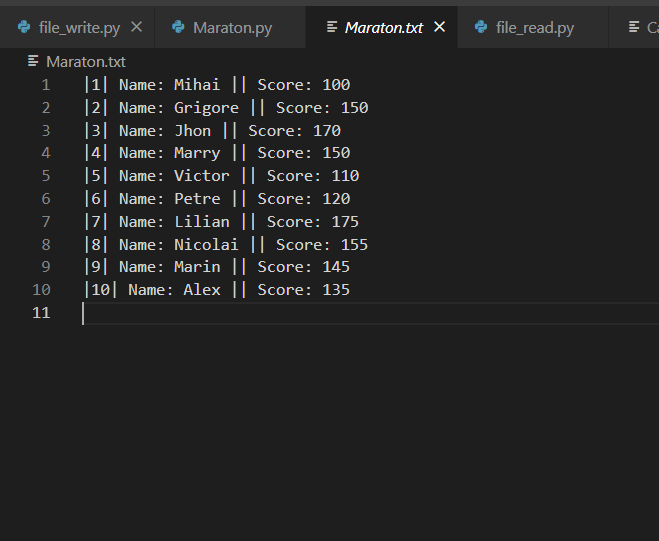 file_write.py Maraton.py Maraton.txt file_read.py
Maraton.txt
1 |1| Name: Mihai || Score: 100
2 |2| Name: Grigore || Score: 150
3 |3| Name: Jhon || Score: 170
4 |4| Name: Marry || Score: 150
5 |5| Name: Victor || Score: 110
6 |6| Name: Petre || Score: 120
7 |7| Name: Lilian || Score: 175
8 |8| Name: Nicolai || Score: 155
9 |9| Name: Marin || Score: 145
10 |10| Name: Alex || Score: 135
11